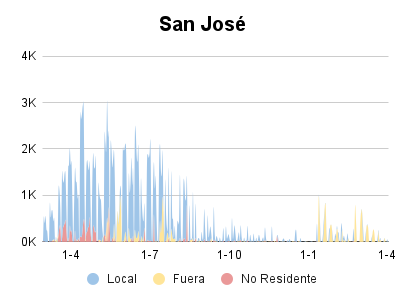 San José
4K
3K
2K
1K
0K
1-4 1-7 1-10 1-1 1-4
Local Fuera No Residente